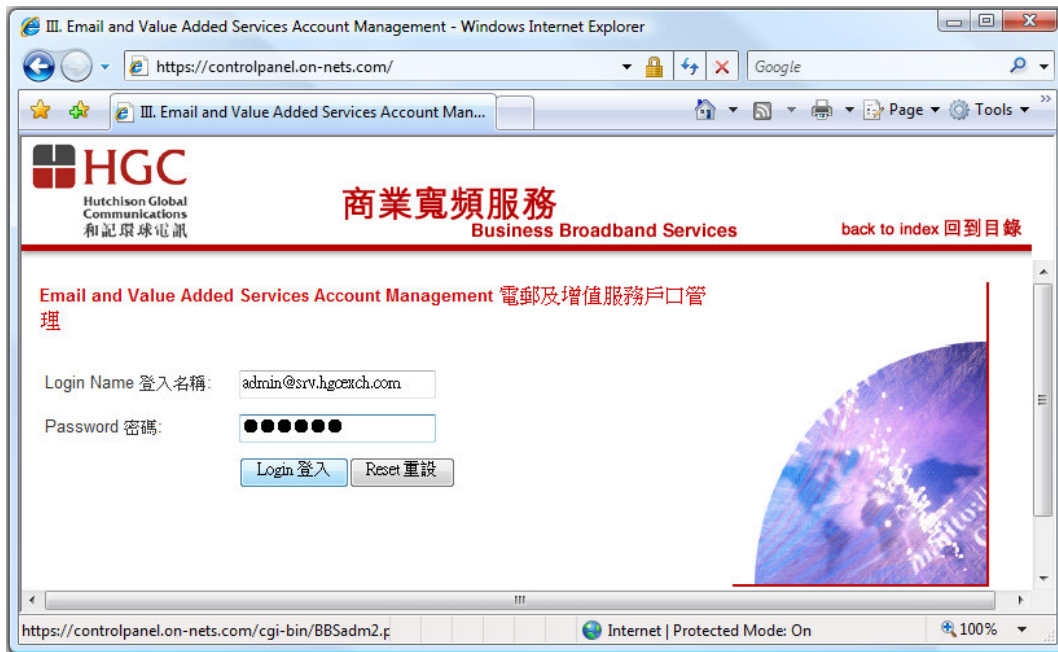 III. Email and Value Added Services Account Management - Windows Internet Explorer
https://controlpanel.on-nets.com/
Google
III. Email and Value Added Services Account Man...
Page
Tools
HGC
Hutchison Global
Communications
和記環球電訊
商業寬頻服務
Business Broadband Services
back to index 回到目錄
Email and Value Added Services Account Management 電郵及增值服務戶口管
理
Login Name 登入名稱:
admin@srv.hgcexch.com
Password 密碼:
●●●●●●
Login 登入
Reset 重設
https://controlpanel.on-nets.com/cgi-bin/BBSadm2.p
Internet | Protected Mode: On
100%